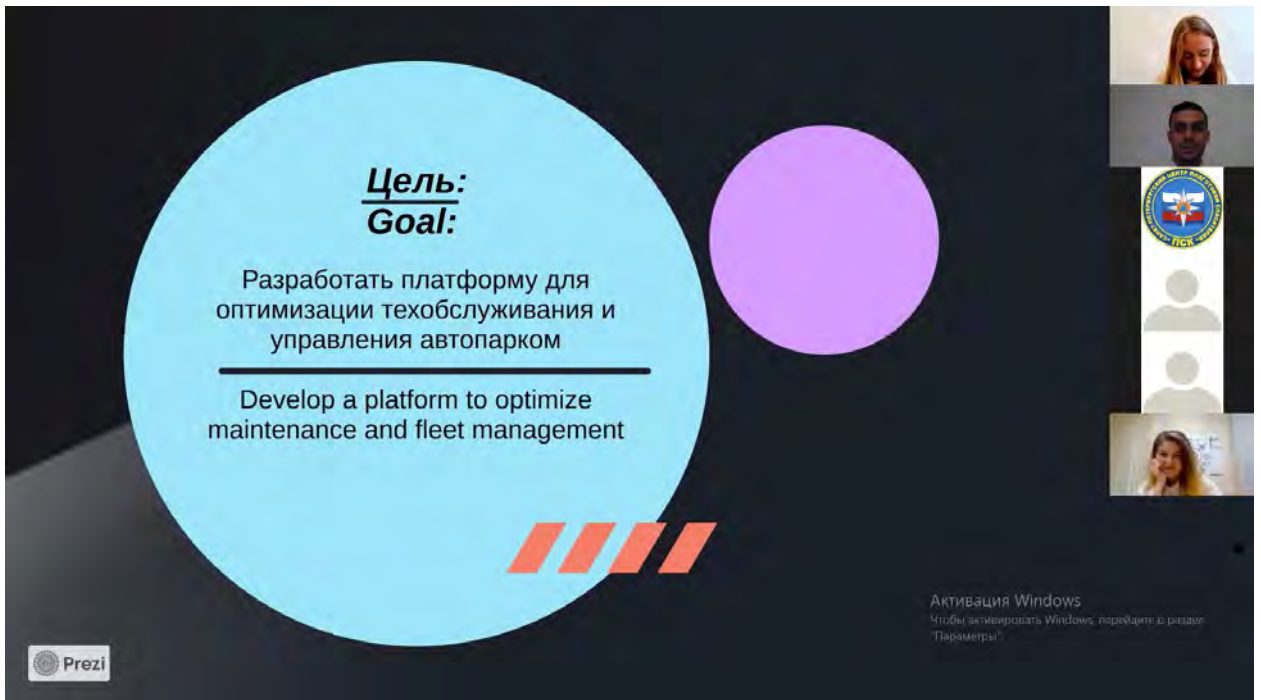 Цель:
Goal:
Разработать платформу для
оптимизации техобслуживания и
управления автопарком
Develop a platform to optimize
maintenance and fleet management
ПСК
Активация Windows
Чтобы активировать Windows, перейдите в раздел
"Параметры".
Prezi